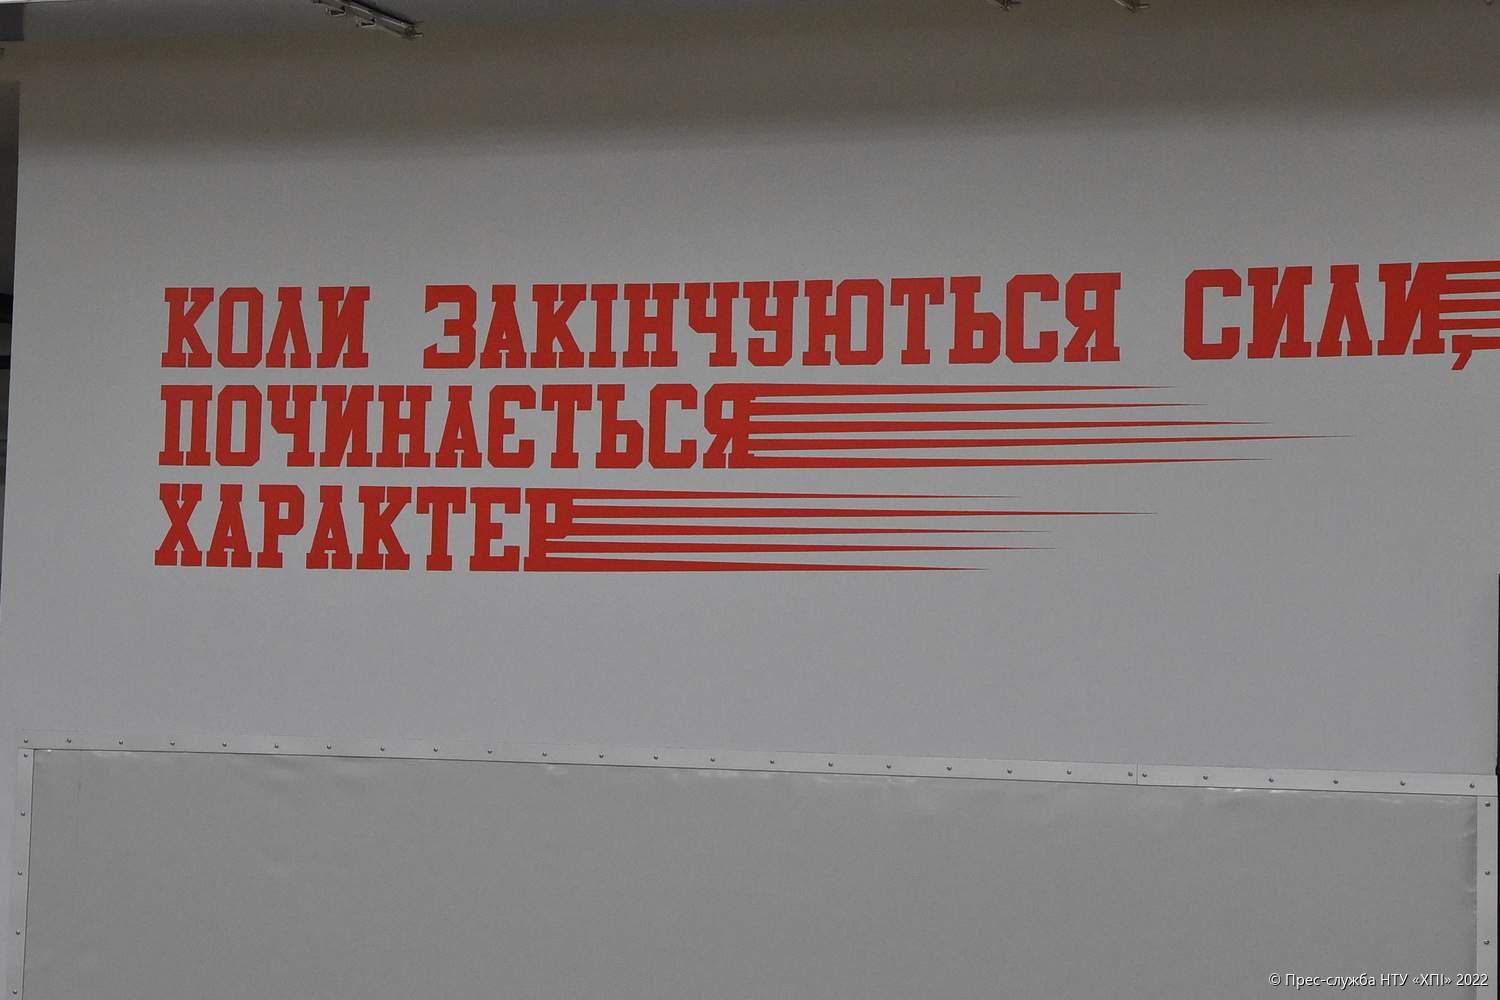 КОЛИ ЗАКІНЧУЮТЬСЯ СИЛИ,
ПОЧИНАЄТЬСЯ
ХАРАКТЕР
© Прес-служба НТУ «ХПІ» 2022